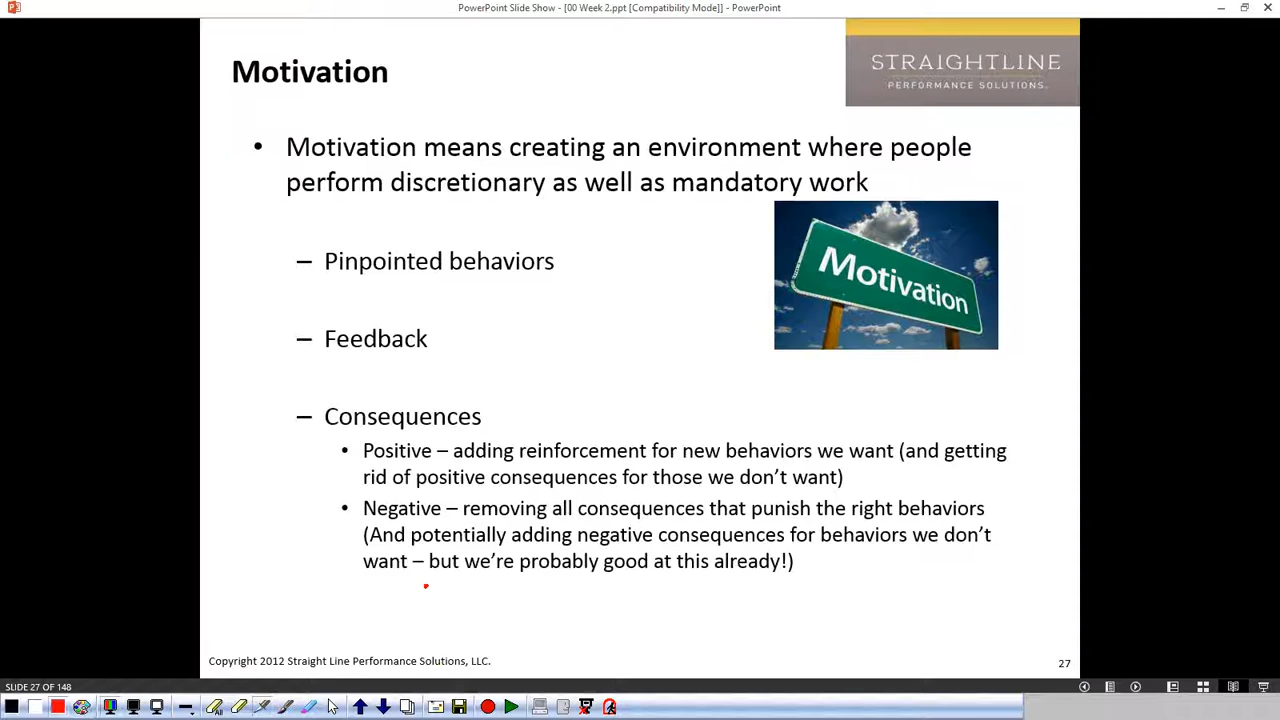 PowerPoint Slide Show - [00 Week 2.ppt [Compatibility Mode]] - PowerPoint
Motivation
STRAIGHTLINE
PERFORMANCE SOLUTIONS.
• Motivation means creating an environment where people
perform discretionary as well as mandatory work
Motivation
– Pinpointed behaviors
– Feedback
– Consequences
• Positive – adding reinforcement for new behaviors we want (and getting
rid of positive consequences for those we don't want)
• Negative – removing all consequences that punish the right behaviors
(And potentially adding negative consequences for behaviors we don't
want – but we're probably good at this already!)
Copyright 2012 Straight Line Performance Solutions, LLC.
27
SLIDE 27 OF 148